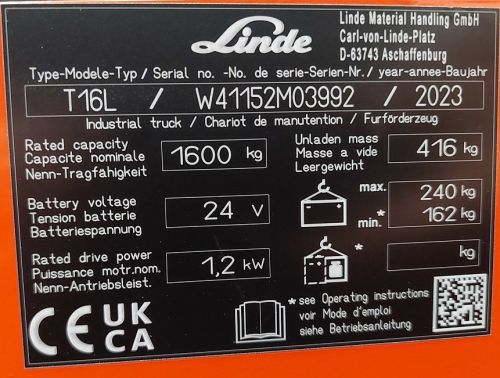 Linde
Linde Material Handling GmbH
Carl-von-Linde-Platz
D-63743 Aschaffenburg
Type-Modele-Typ / Serial no. -No. de serie-Serien-Nr. / year-annee-Baujahr
T16L / W41152M03992 / 2023
Industrial truck / Chariot de manutention / Furförderzeug
Rated capacity
Capacite nominale
Nenn-Tragfähigkeit
1600 kg
Unladen mass
Masse a vide
Leergewicht
416 kg
Battery voltage
Tension batterie
Batteriespannung
24 V
max. 240 kg
min.* 162 kg
Rated drive power
Puissance motr.nom.
Nenn-Antriebsleist.
1,2 kW
* kg
CE UK
CA
*see Operating instructions
voir Mode d'emploi
siehe Betriebsanleitung